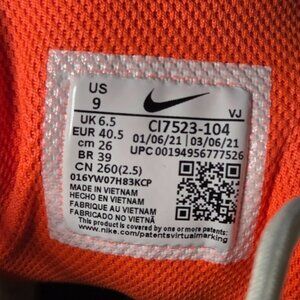 US
9
VJ
UK 6.5
EUR 40.5
cm 26
BR 39
CN 260(2.5)
CI7523-104
01/06/21 03/06/21
UPC 00194956777526
016YW07H83KCP
MADE IN VIETNAM
HECHO EN VIETNAM
FABRIQUE AU VIETNAM
FABRICADO NO VIETNÃ
This product is covered by one or more patents:
www.nike.com/patentsvirtualmarking